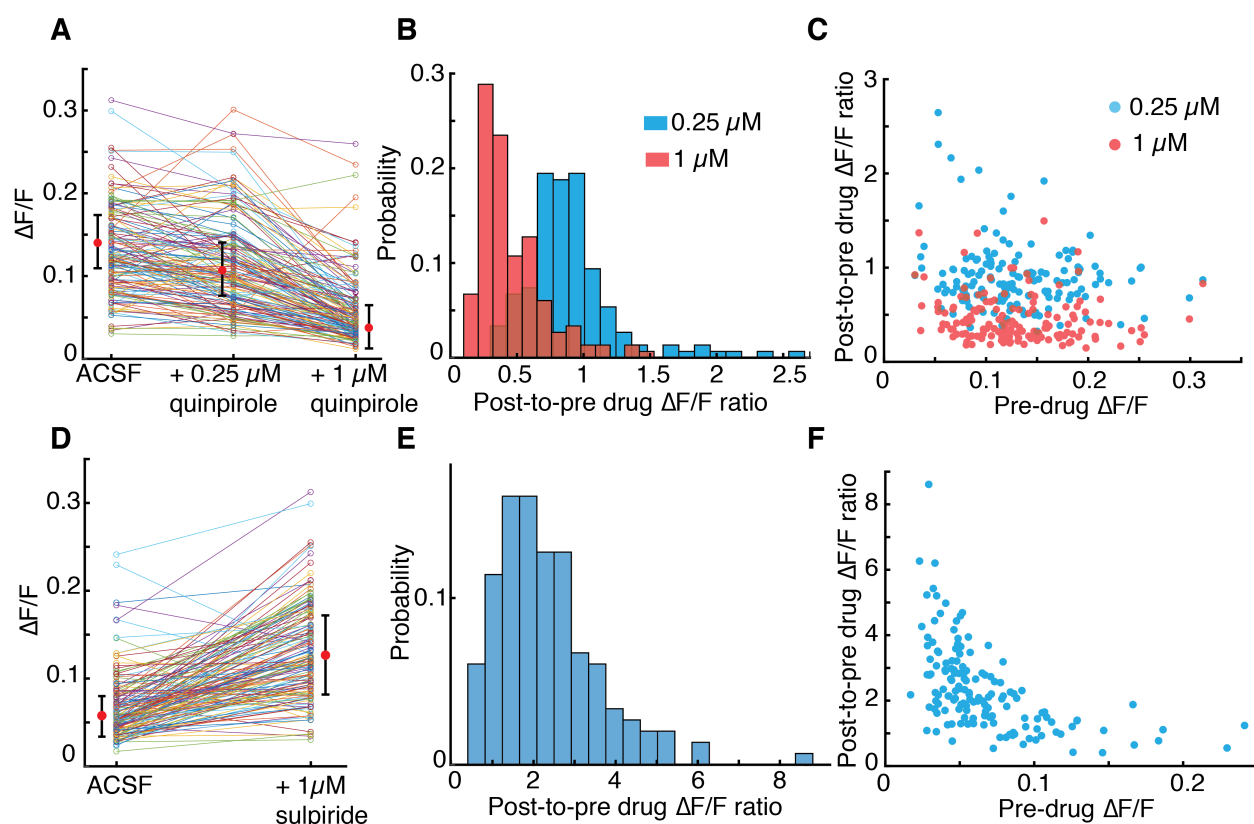 A
ΔF/F
0.3
0.2
0.1
0
ACSF
+ 0.25 µM
quinpirole
+ 1 µM
quinpirole
B
Probability
0.3
0.2
0.1
0
0.25 µM
1 µM
0
0.5
1
1.5
2
2.5
Post-to-pre drug ΔF/F ratio
C
Post-to-pre drug ΔF/F ratio
3
2
1
0
0.25 µM
1 µM
0
0.1
0.2
0.3
Pre-drug ΔF/F
D
ΔF/F
0.3
0.2
0.1
0
ACSF
+ 1µM
sulpiride
E
Probability
0.1
0
0
2
4
6
8
Post-to-pre drug ΔF/F ratio
F
Post-to-pre drug ΔF/F ratio
8
6
4
2
0
0
0.1
0.2
Pre-drug ΔF/F